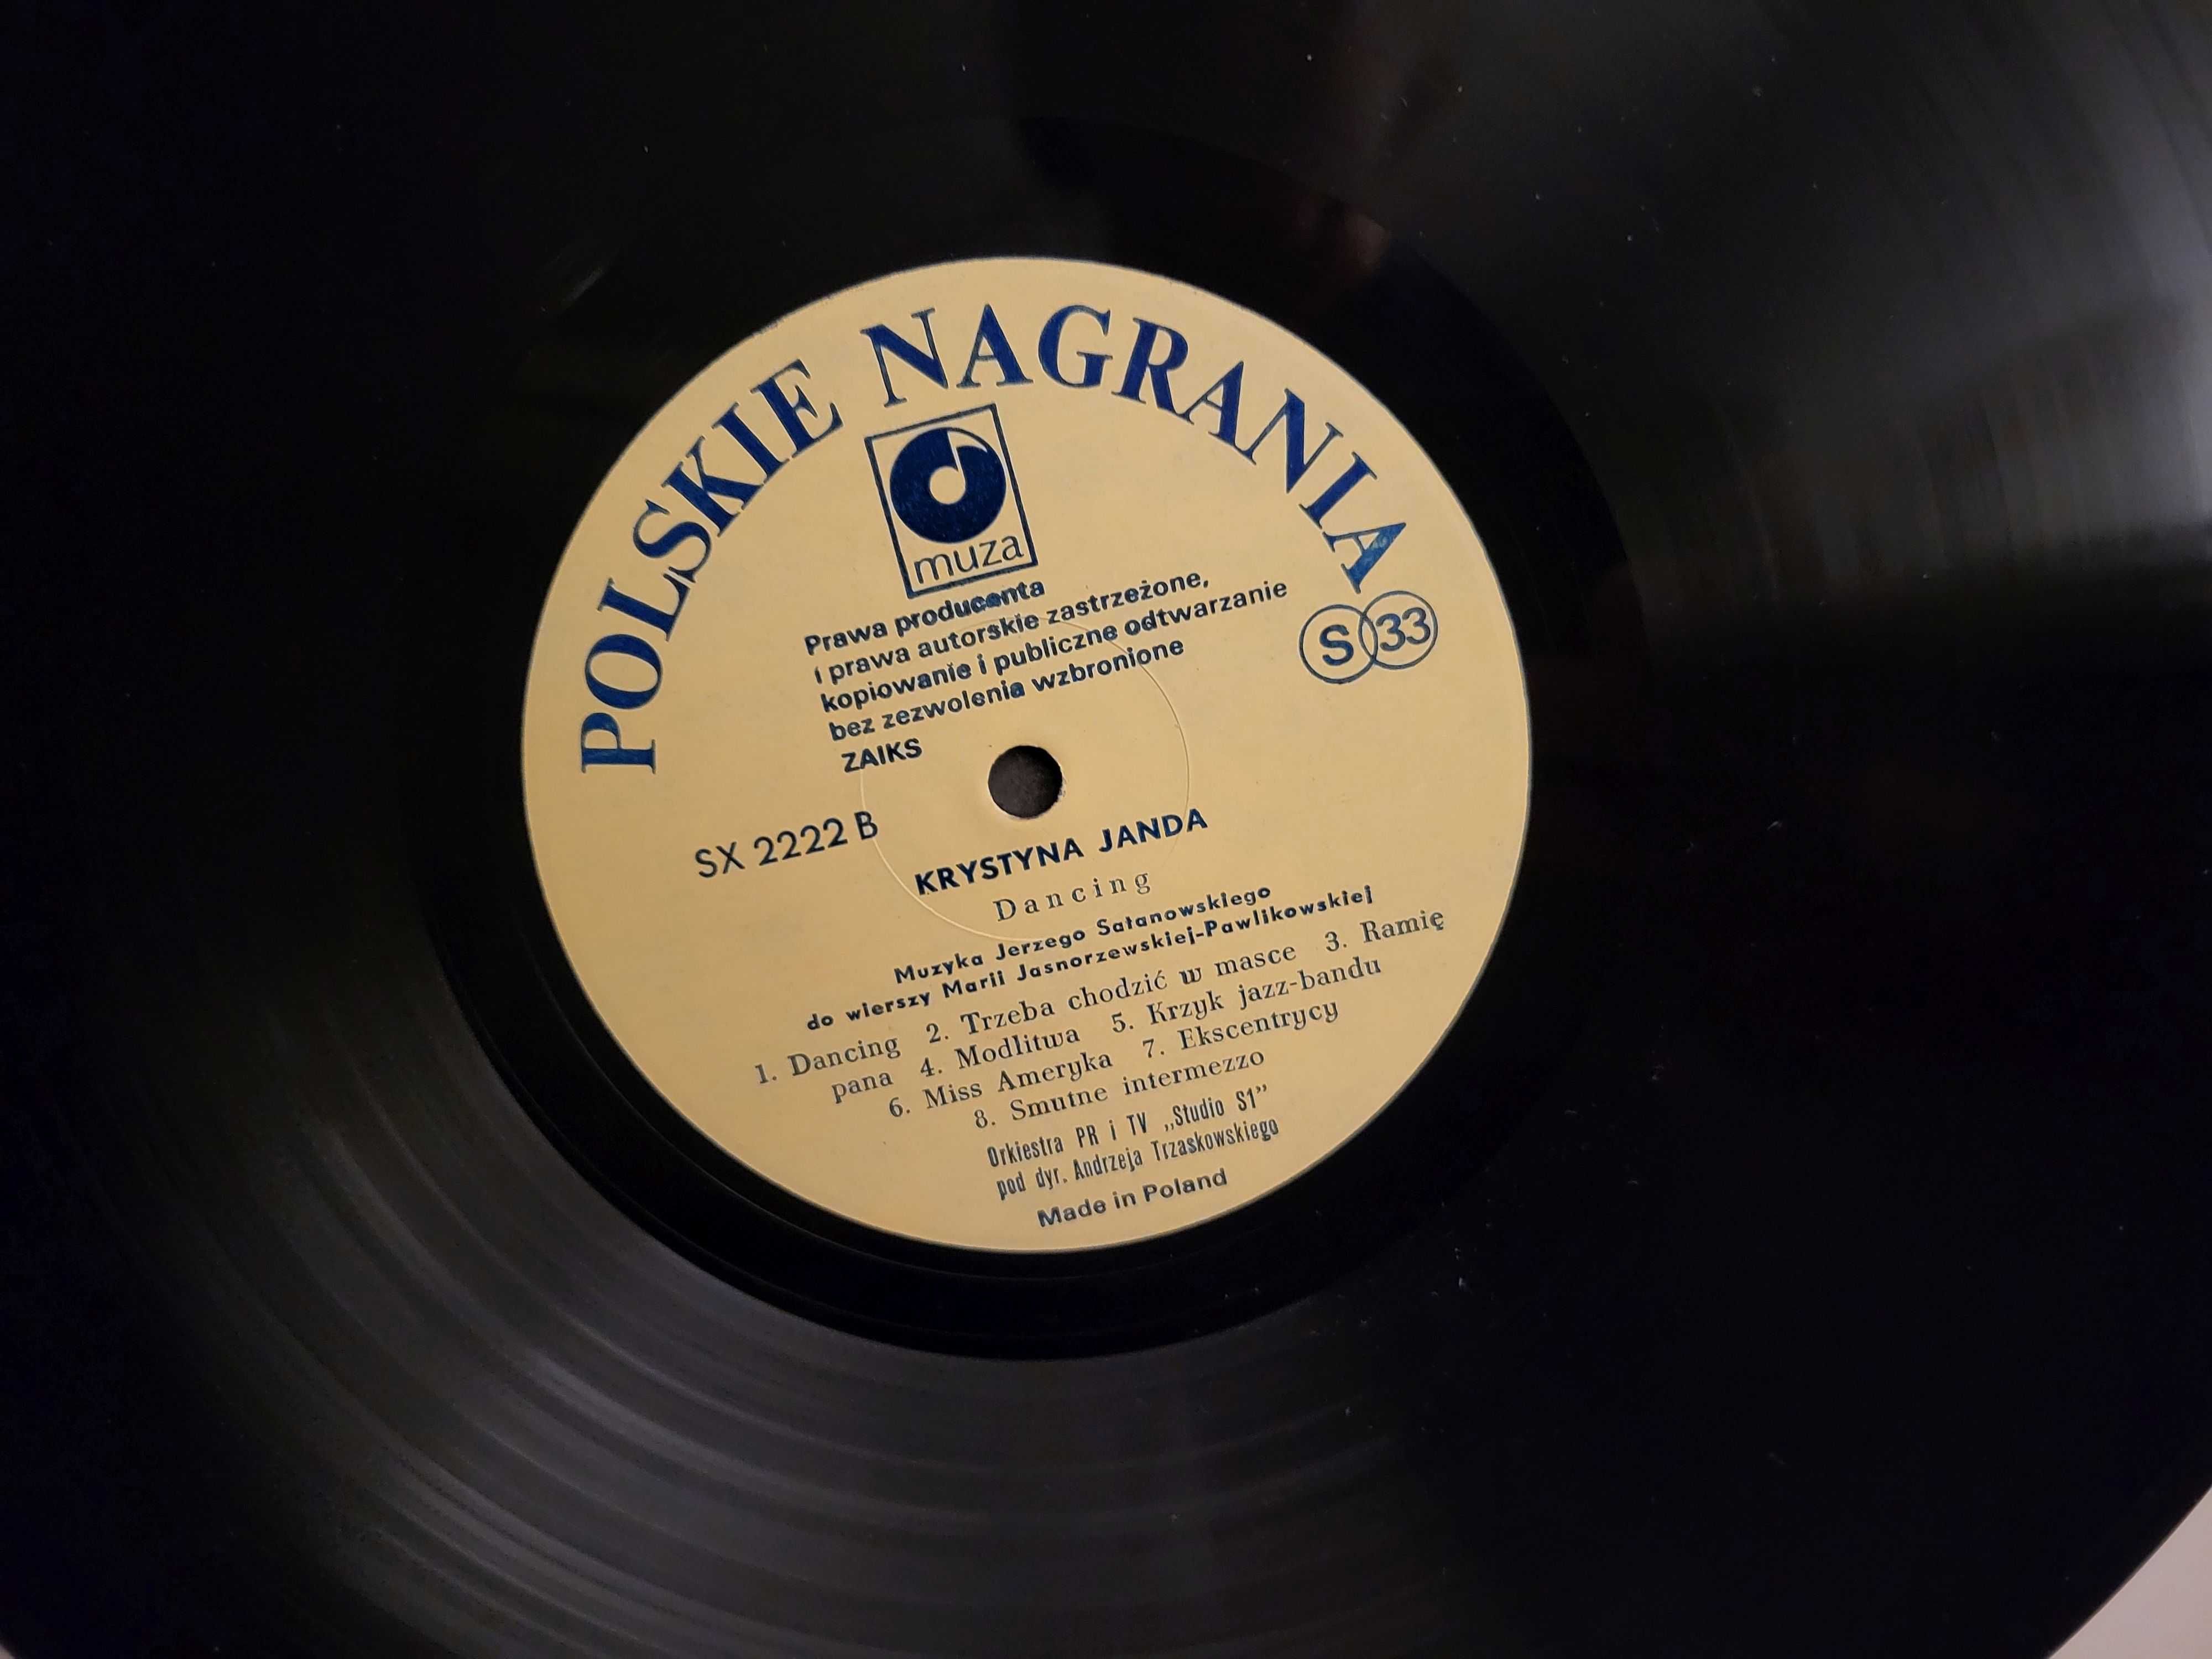 POLSKIE NAGRANIA
muza
Prawa producenta
i prawa autorskie zastrzeżone,
kopiowanie i publiczne odtwarzanie
bez zezwolenia wzbronione
ZAIKS
S 33
SX 2222 B
KRYSTYNA JANDA
Dancing
Muzyka Jerzego Satanowskiego
do wierszy Marii Jasnorzewskiej-Pawlikowskiej
1. Dancing 2. Trzeba chodzić w masce 3. Ramię
pana 4. Modlitwa 5. Krzyk jazz-bandu
6. Miss Ameryka 7. Ekscentrycy
8. Smutne intermezzo
Orkiestra PR i TV „Studio S1”
pod dyr. Andrzeja Trzaskowskiego
Made in Poland